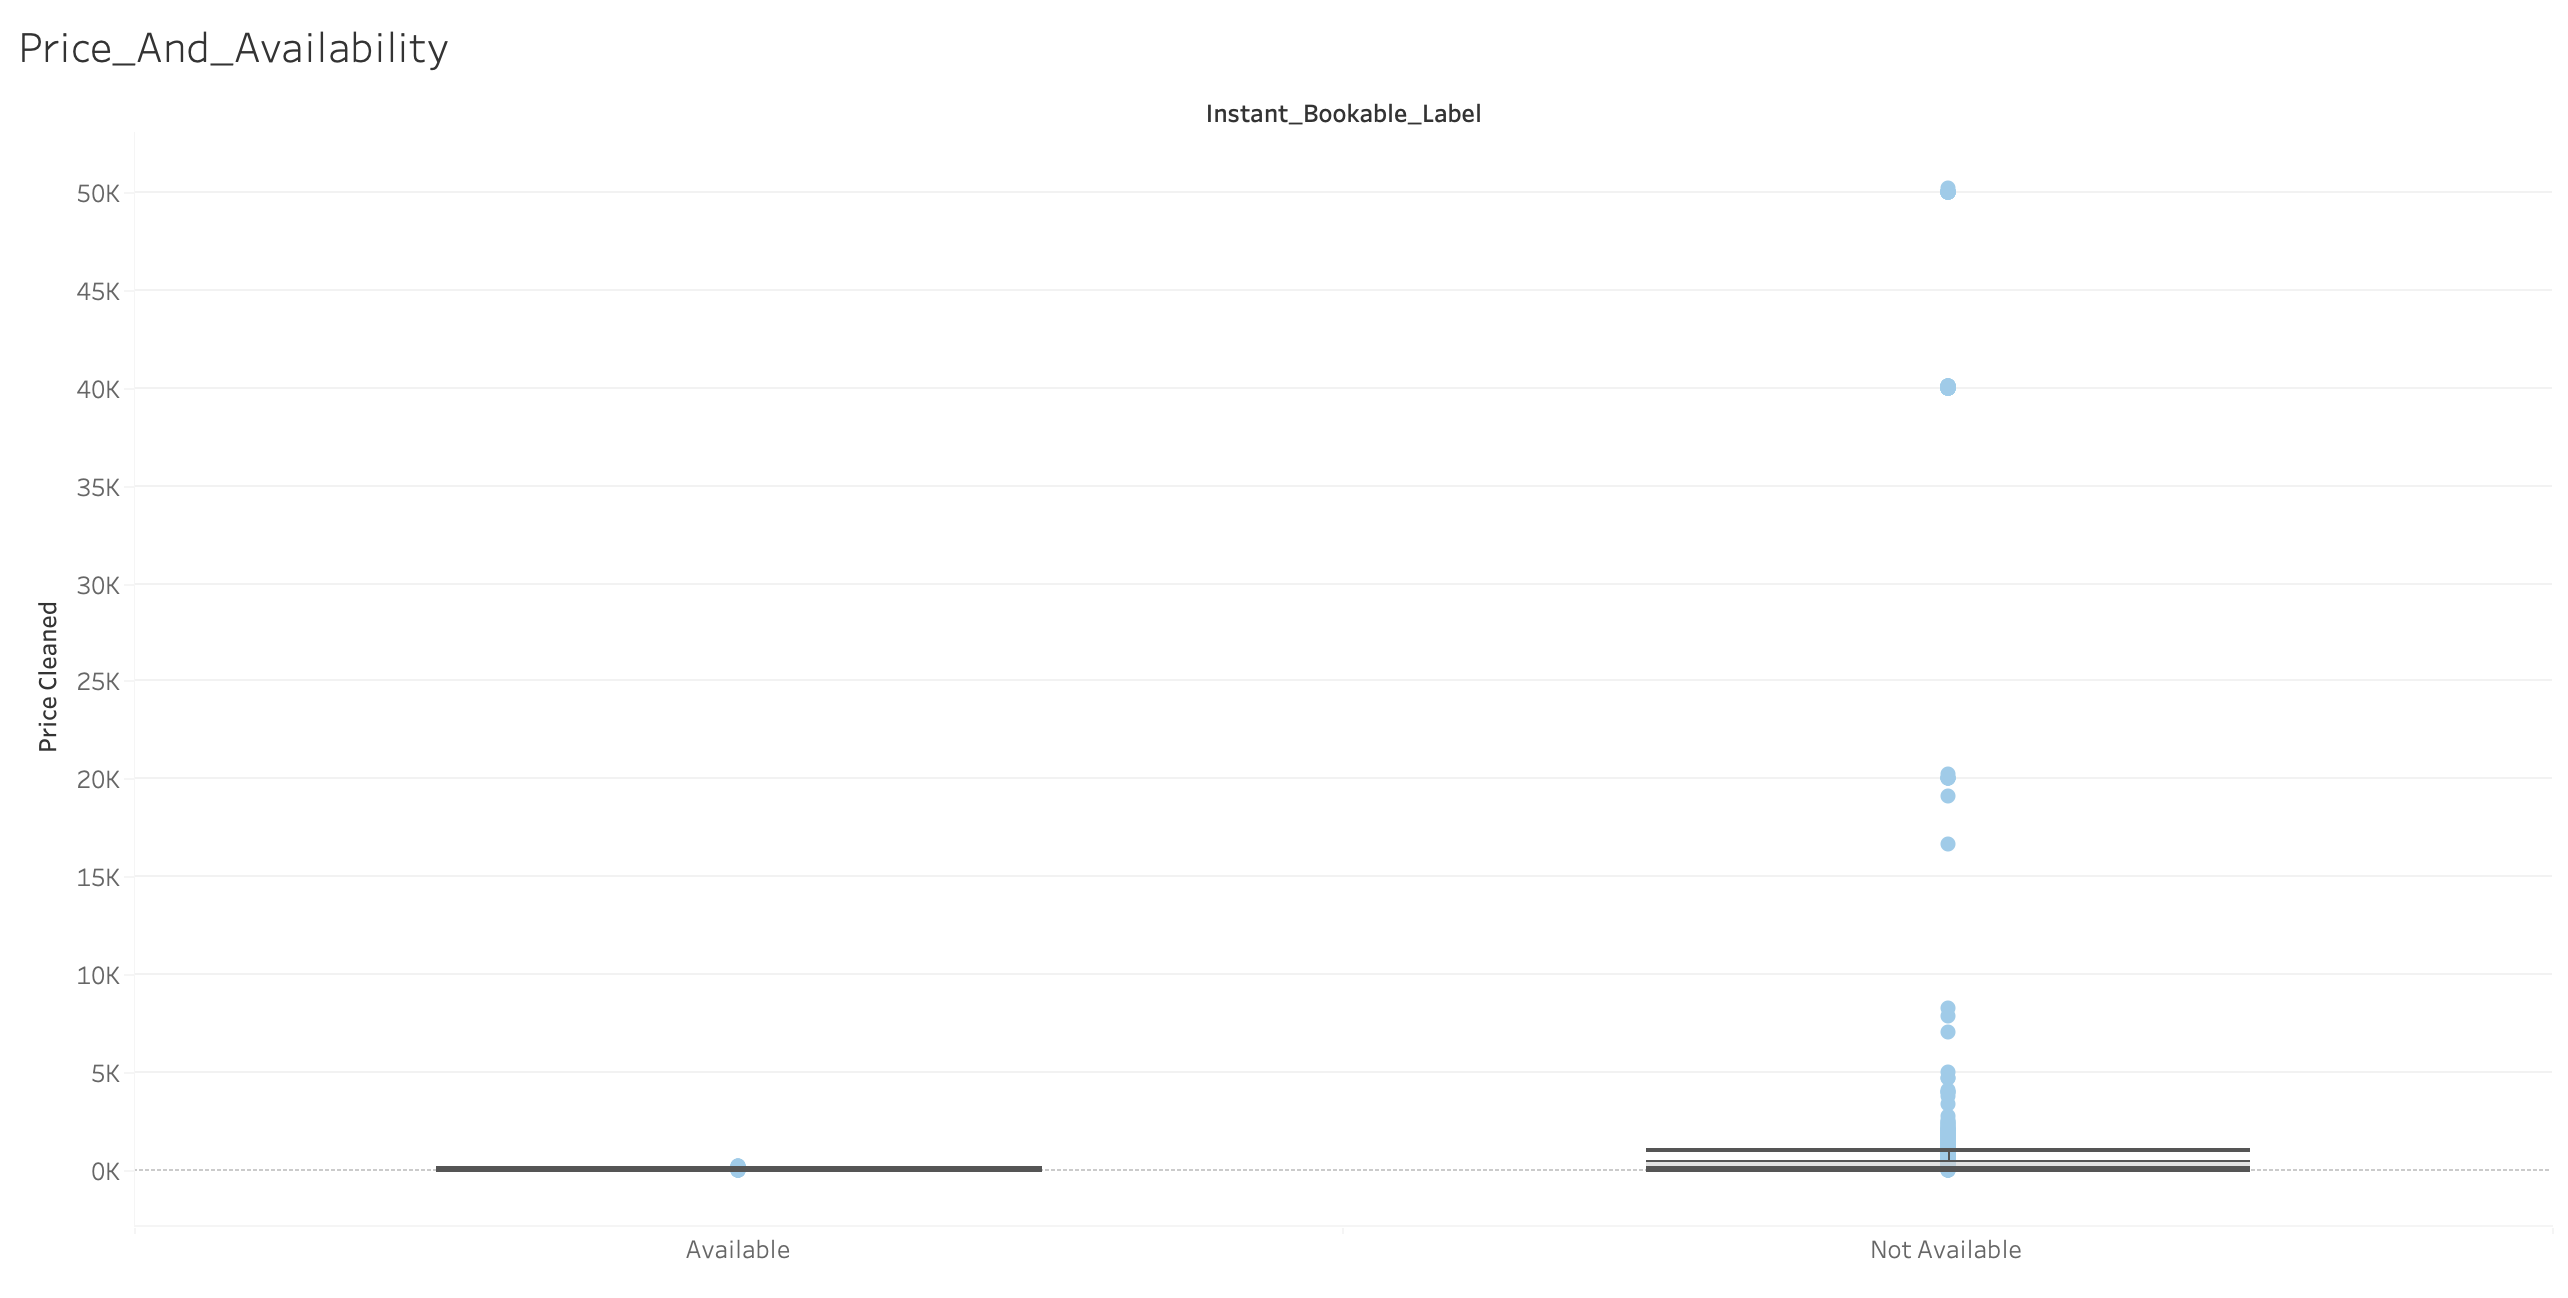 Price_And_Availability
Instant_Bookable_Label
50K
45K
40K
35K
30K
25K
20K
15K
10K
5K
0K
Price Cleaned
Available
Not Available